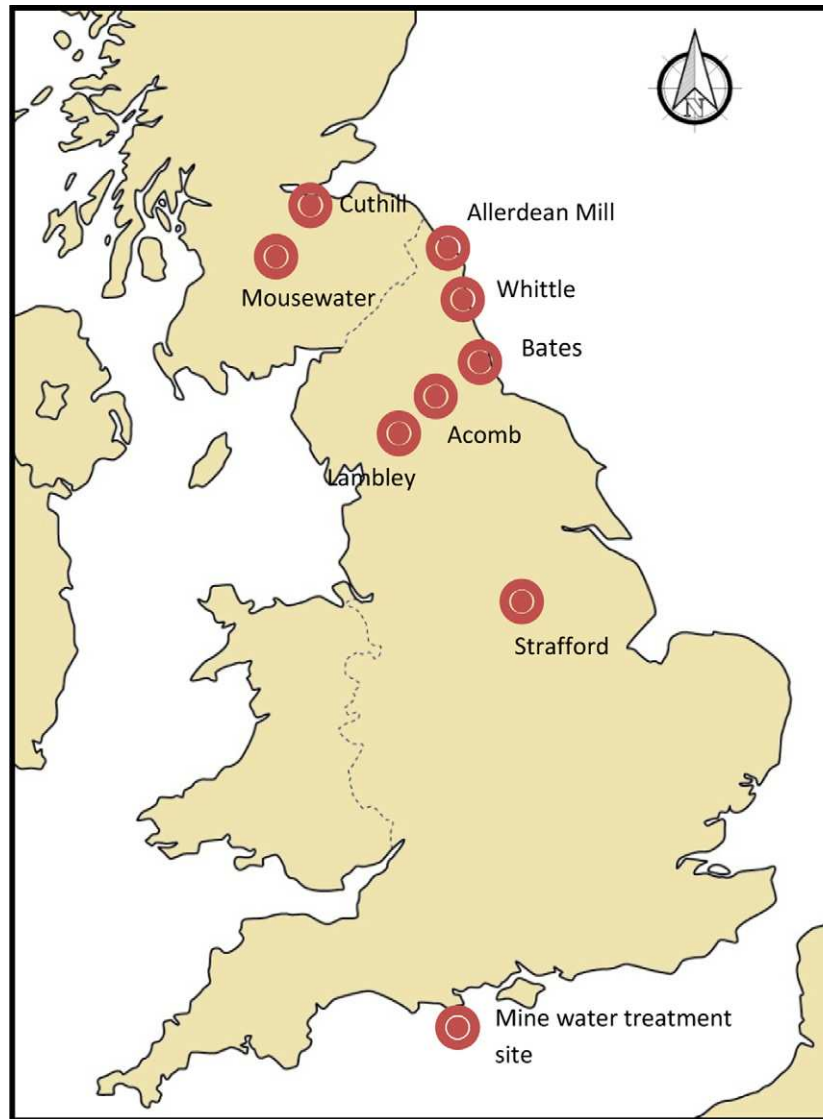 N
Cuthill
Allerdean Mill
Mousewater
Whittle
Bates
Acomb
Lambley
Strafford
Mine water treatment
site